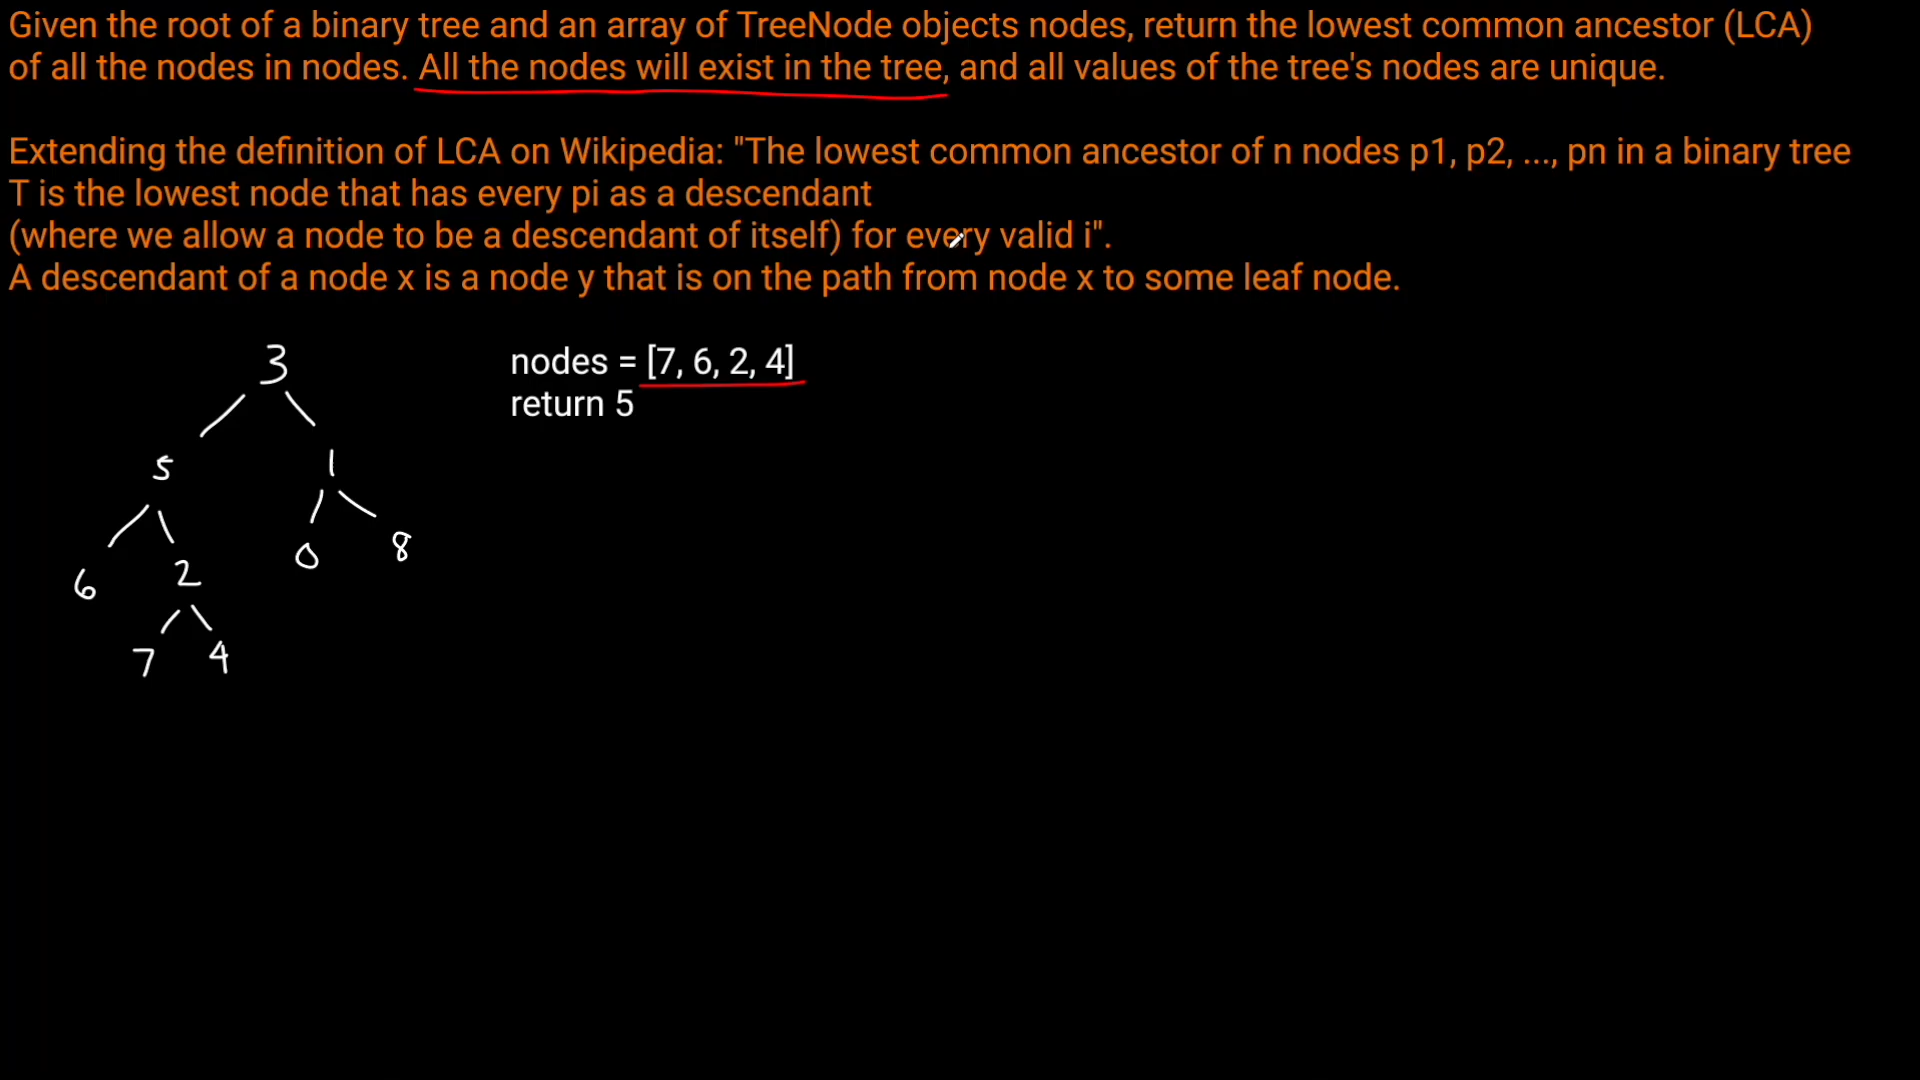 Given the root of a binary tree and an array of TreeNode objects nodes, return the lowest common ancestor (LCA)
of all the nodes in nodes. All the nodes will exist in the tree, and all values of the tree's nodes are unique.
Extending the definition of LCA on Wikipedia: "The lowest common ancestor of n nodes p1, p2, ..., pn in a binary tree
T is the lowest node that has every pi as a descendant
(where we allow a node to be a descendant of itself) for every valid i".
A descendant of a node x is a node y that is on the path from node x to some leaf node.
nodes = [7, 6, 2, 4]
return 5
3
5 1
6 2 0 8
7 4